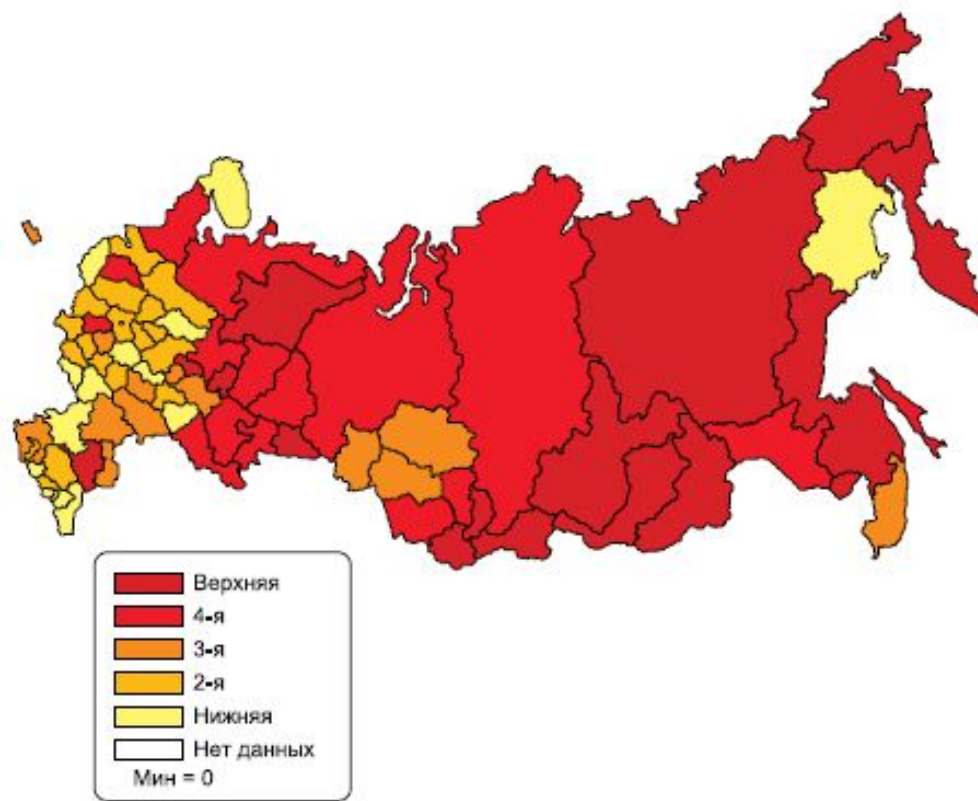 Верхняя
4-я
3-я
2-я
Нижняя
Нет данных
Мин = 0